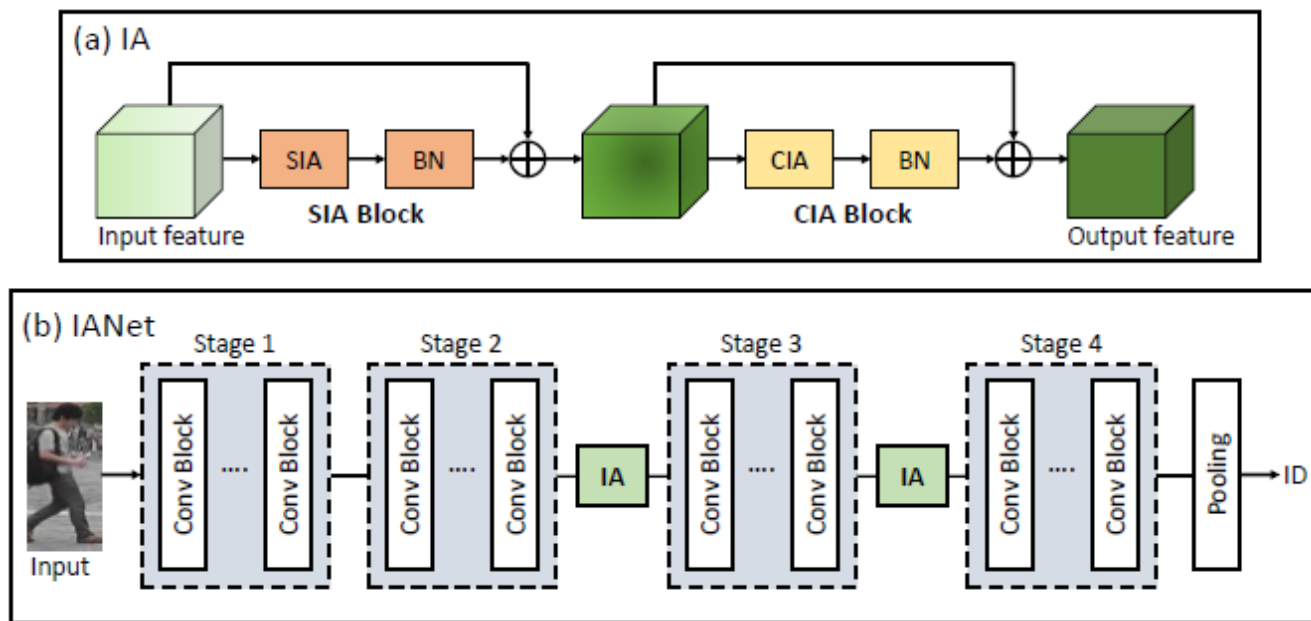 (a) IA
SIA
BN
CIA
BN
SIA Block
CIA Block
Input feature
Output feature
(b) IANet
Stage 1
Stage 2
Stage 3
Stage 4
Conv Block
....
Conv Block
Conv Block
....
Conv Block
IA
Conv Block
....
Conv Block
IA
Conv Block
....
Conv Block
Pooling
ID
Input